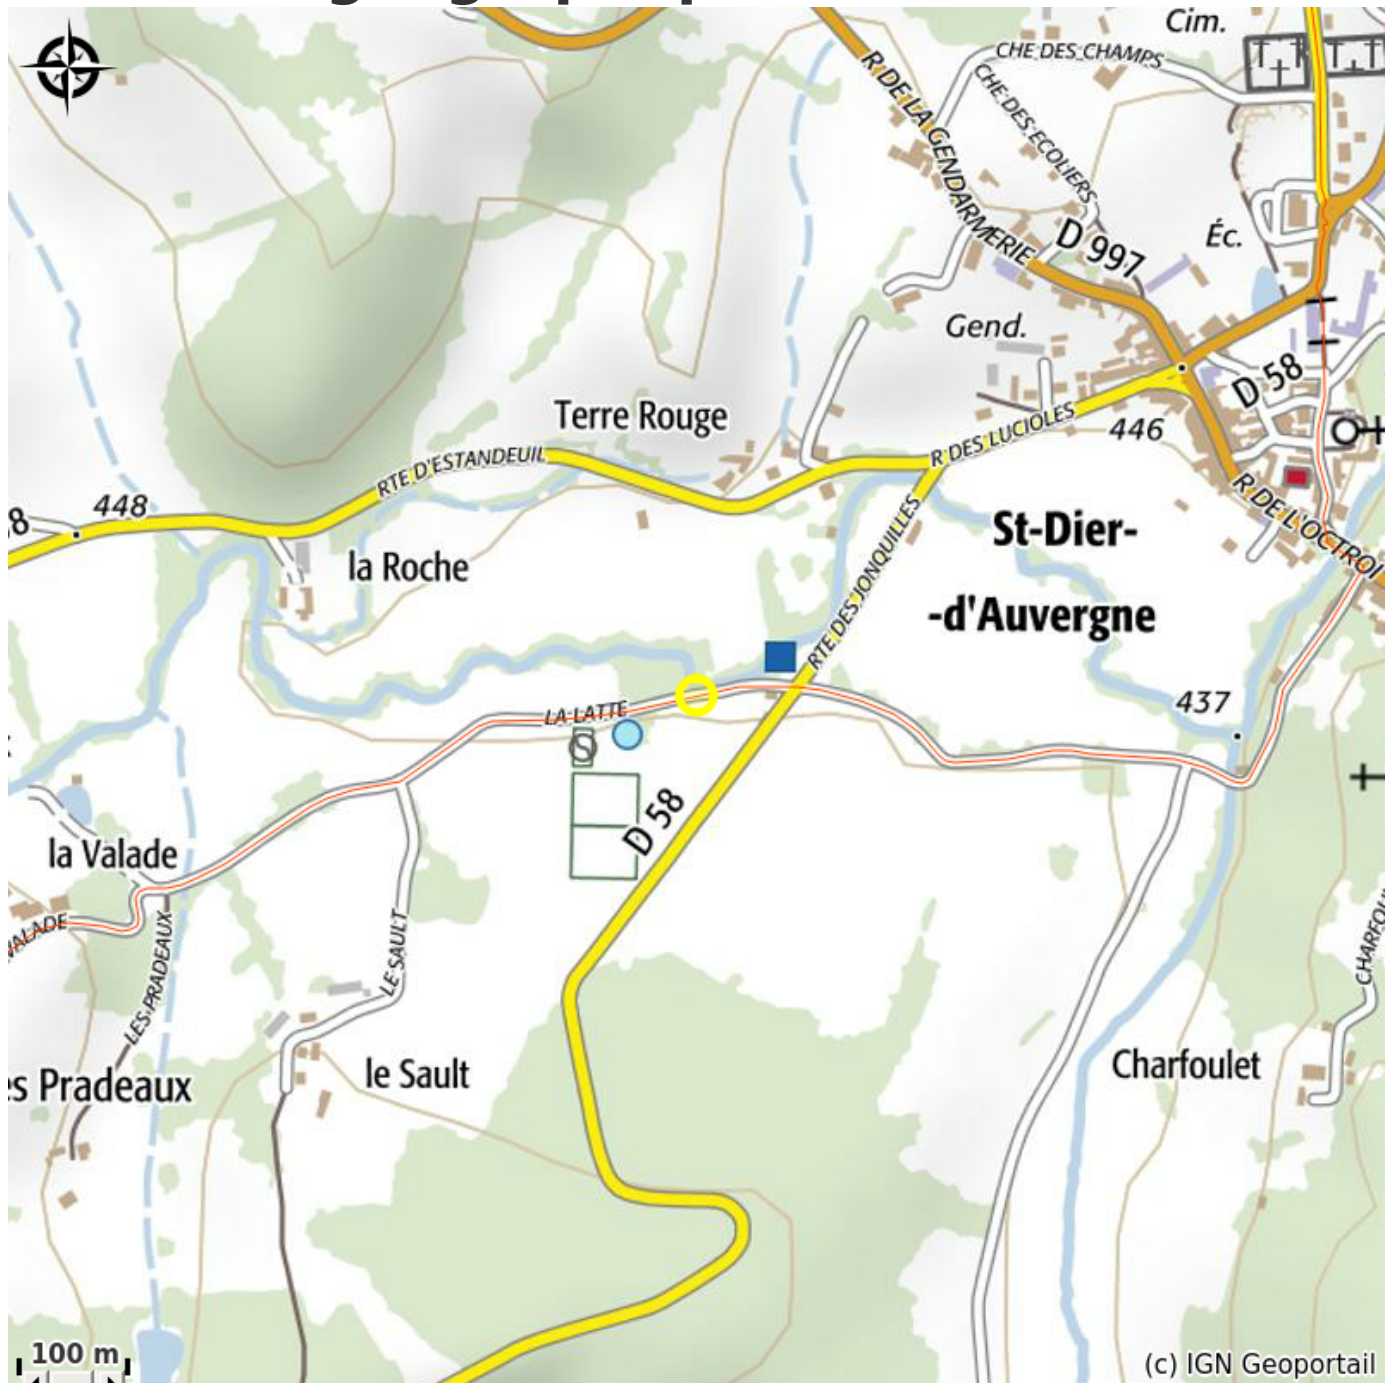 Cim.
CHE DES CHAMPS
R DE LA GENDARMERIE
CHE DES ECOLIERS
Éc.
D 997
Gend.
D 58
Terre Rouge
R DES LUCIOLES
446
RTE D'ESTANDEUIL
448
8
R DE L'OCTROI
St-Dier-
-d'Auvergne
la Roche
RTE DES JONQUILLES
437
LA LATTE
D 58
la Valade
VALADE
LES PRADEAUX
LE SAULT
CHARFOU
le Sault
Charfoulet
es Pradeaux
100 m
(c) IGN Geoportail